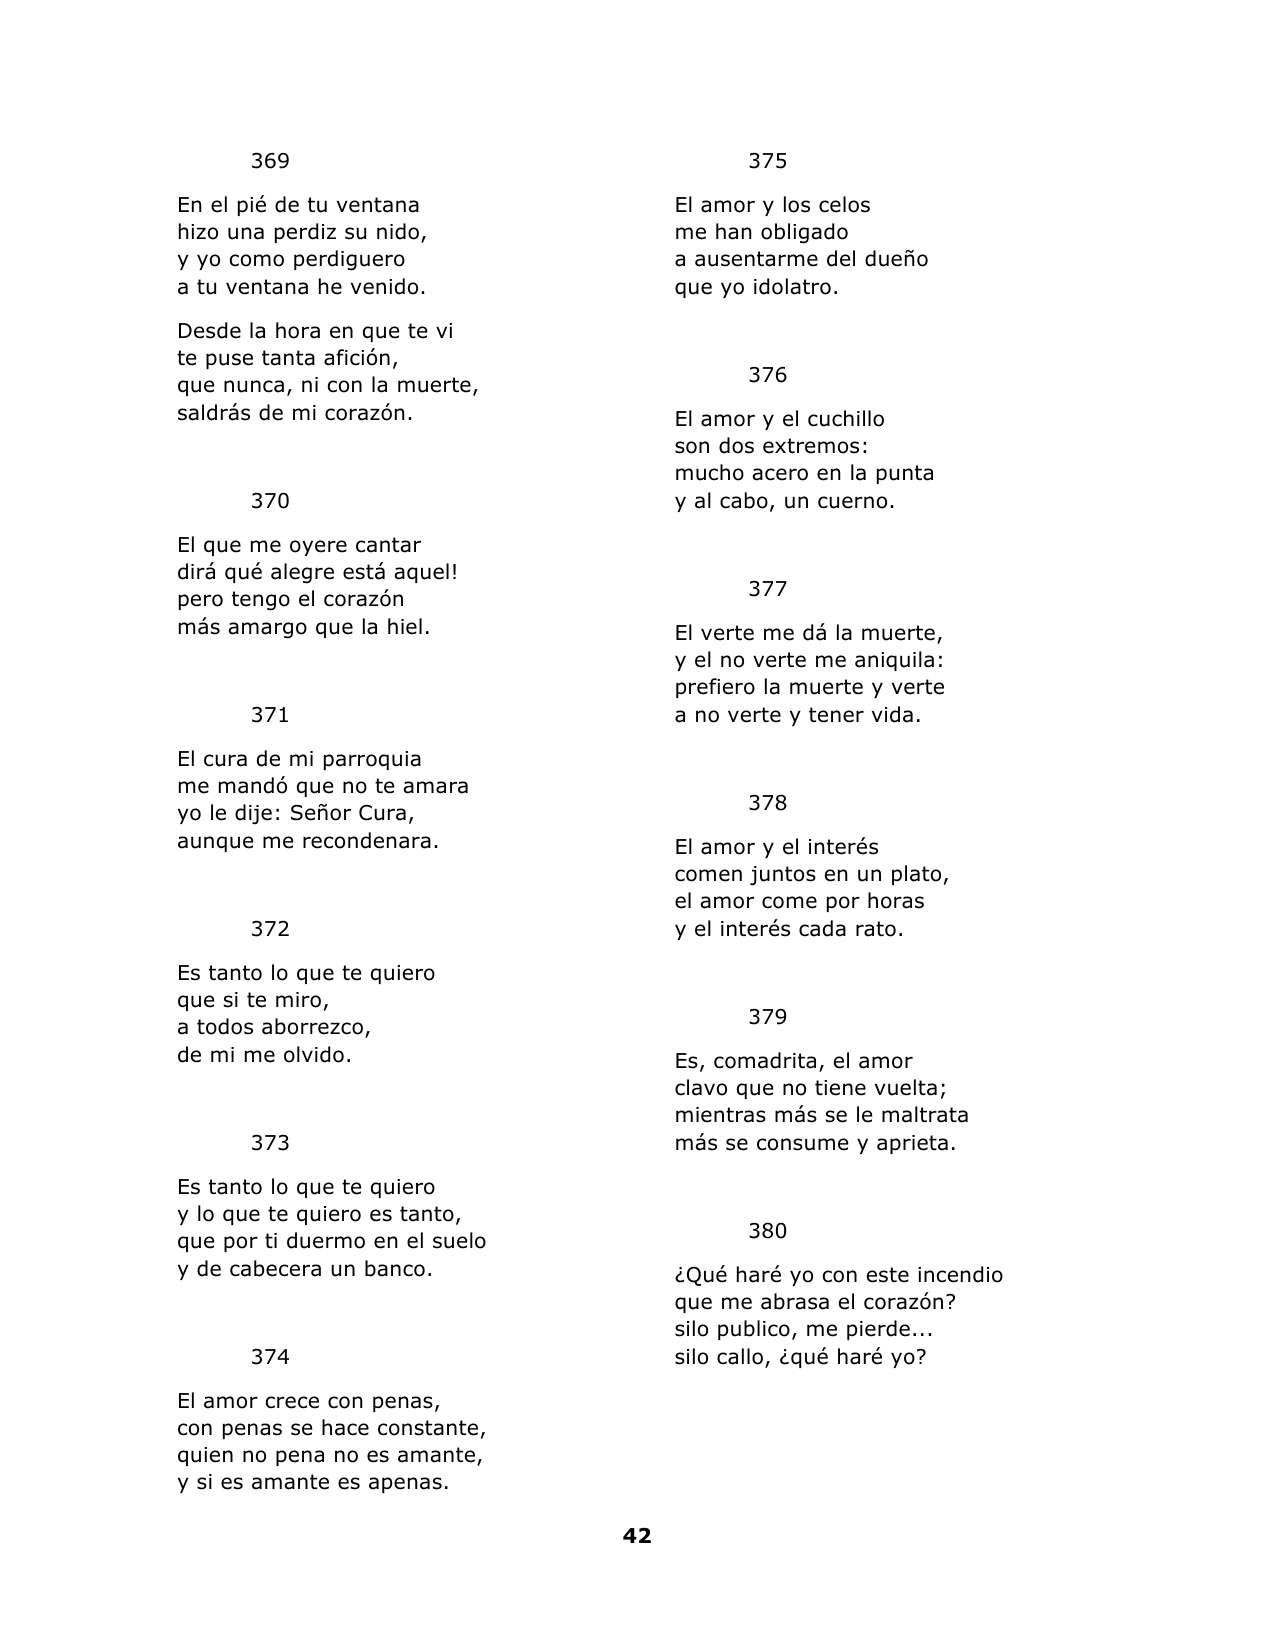 369
En el pié de tu ventana
hizo una perdiz su nido,
y yo como perdiguero
a tu ventana he venido.
Desde la hora en que te vi
te puse tanta afición,
que nunca, ni con la muerte,
saldrás de mi corazón.
370
El que me oyere cantar
dirá qué alegre está aquel!
pero tengo el corazón
más amargo que la hiel.
371
El cura de mi parroquia
me mandó que no te amara
yo le dije: Señor Cura,
aunque me recondenara.
372
Es tanto lo que te quiero
que si te miro,
a todos aborrezco,
de mi me olvido.
373
Es tanto lo que te quiero
y lo que te quiero es tanto,
que por ti duermo en el suelo
y de cabecera un banco.
374
El amor crece con penas,
con penas se hace constante,
quien no pena no es amante,
y si es amante es apenas.
375
El amor y los celos
me han obligado
a ausentarme del dueño
que yo idolatro.
376
El amor y el cuchillo
son dos extremos:
mucho acero en la punta
y al cabo, un cuerno.
377
El verte me dá la muerte,
y el no verte me aniquila:
prefiero la muerte y verte
a no verte y tener vida.
378
El amor y el interés
comen juntos en un plato,
el amor come por horas
y el interés cada rato.
379
Es, comadrita, el amor
clavo que no tiene vuelta;
mientras más se le maltrata
más se consume y aprieta.
380
¿Qué haré yo con este incendio
que me abrasa el corazón?
silo publico, me pierde...
silo callo, ¿qué haré yo?
42